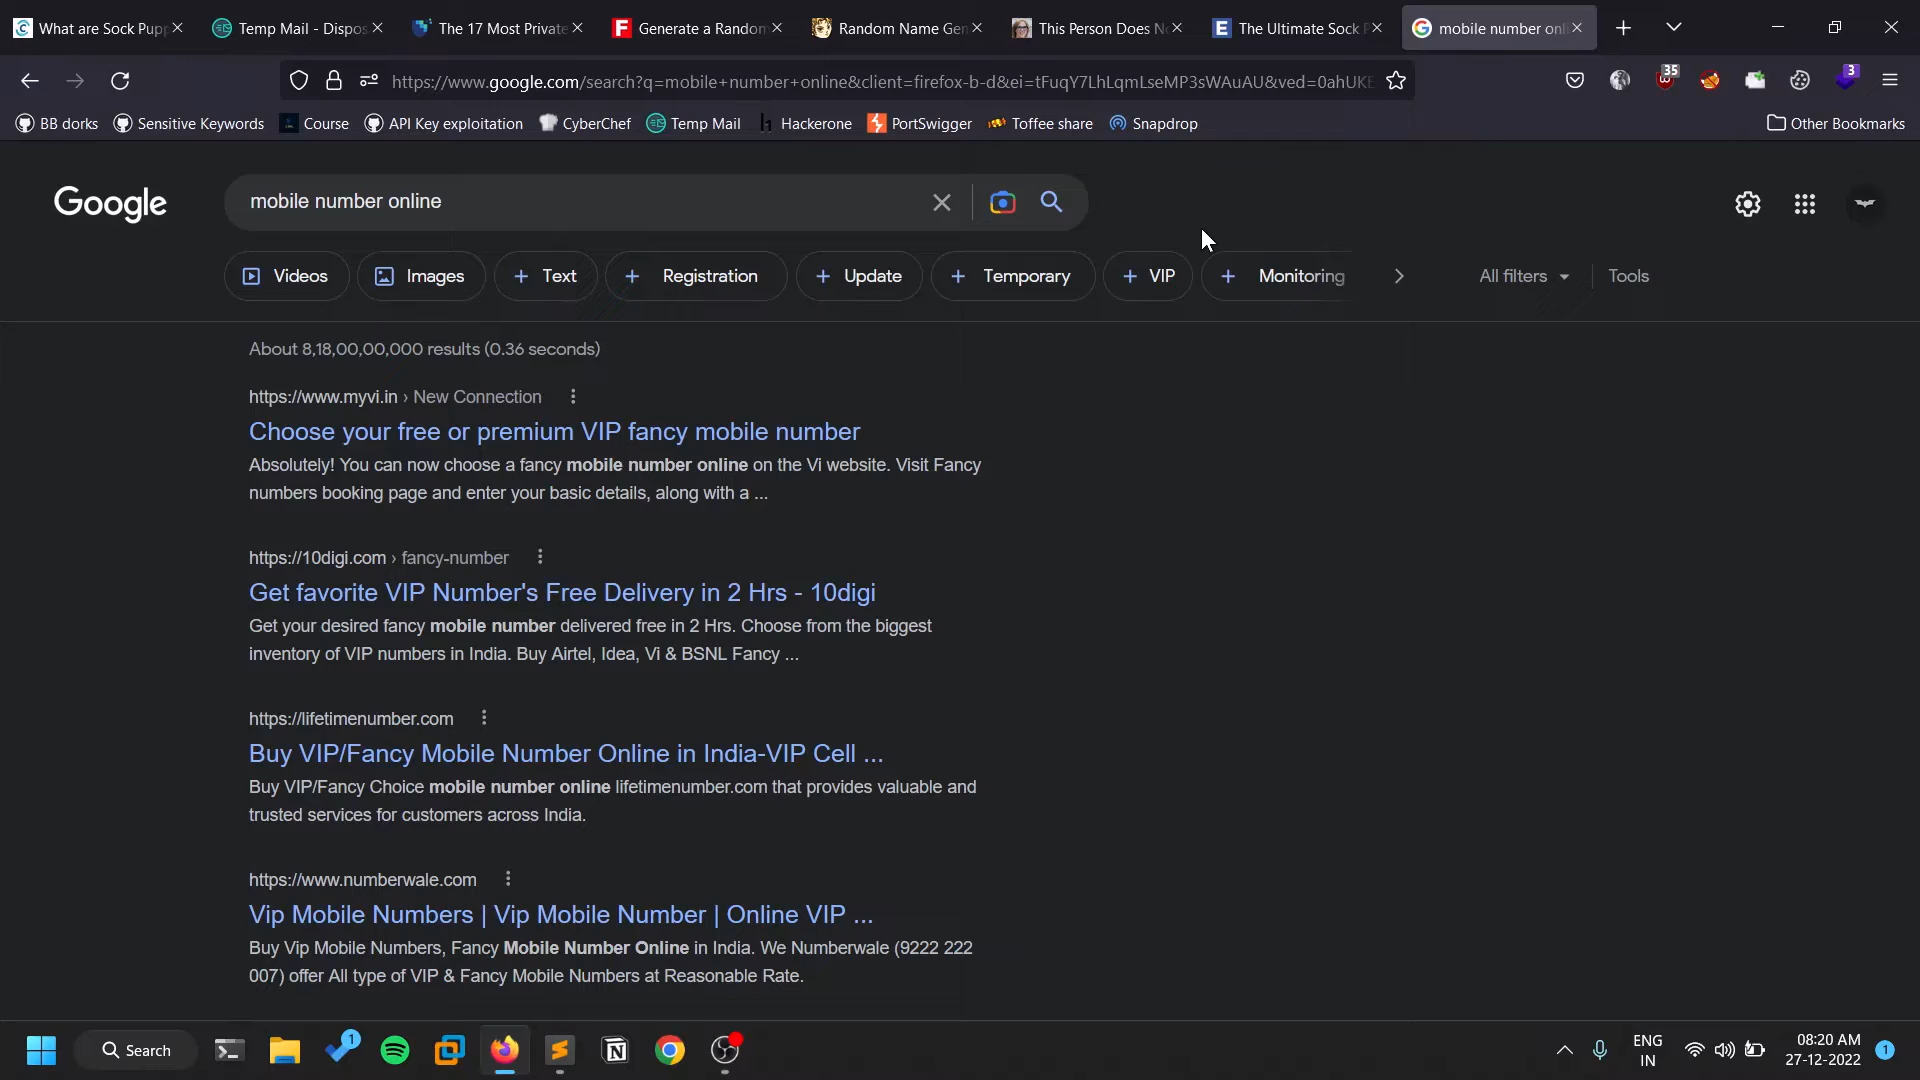 What are Sock Pup
Temp Mail - Dispos
The 17 Most Private
Generate a Random
Random Name Gen
This Person Does No
The Ultimate Sock P
mobile number onl
https://www.google.com/search?q=mobile+number+online&client=firefox-b-d&ei=tFuqY7LhLqmLseMP3sWAuAU&ved=0ahUKE
35
3
BB dorks
Sensitive Keywords
Course
API Key exploitation
CyberChef
Temp Mail
Hackerone
PortSwigger
Toffee share
Snapdrop
Other Bookmarks
Google
mobile number online
Videos
Images
+ Text
+ Registration
+ Update
+ Temporary
+ VIP
+ Monitoring
All filters
Tools
About 8,18,00,00,000 results (0.36 seconds)
https://www.myvi.in › New Connection
Choose your free or premium VIP fancy mobile number
Absolutely! You can now choose a fancy mobile number online on the Vi website. Visit Fancy
numbers booking page and enter your basic details, along with a ...
https://10digi.com › fancy-number
Get favorite VIP Number's Free Delivery in 2 Hrs - 10digi
Get your desired fancy mobile number delivered free in 2 Hrs. Choose from the biggest
inventory of VIP numbers in India. Buy Airtel, Idea, Vi & BSNL Fancy ...
https://lifetimenumber.com
Buy VIP/Fancy Mobile Number Online in India-VIP Cell ...
Buy VIP/Fancy Choice mobile number online lifetimenumber.com that provides valuable and
trusted services for customers across India.
https://www.numberwale.com
Vip Mobile Numbers | Vip Mobile Number | Online VIP ...
Buy Vip Mobile Numbers, Fancy Mobile Number Online in India. We Numberwale (9222 222
007) offer All type of VIP & Fancy Mobile Numbers at Reasonable Rate.
Search
1
ENG
IN
08:20 AM
27-12-2022
1